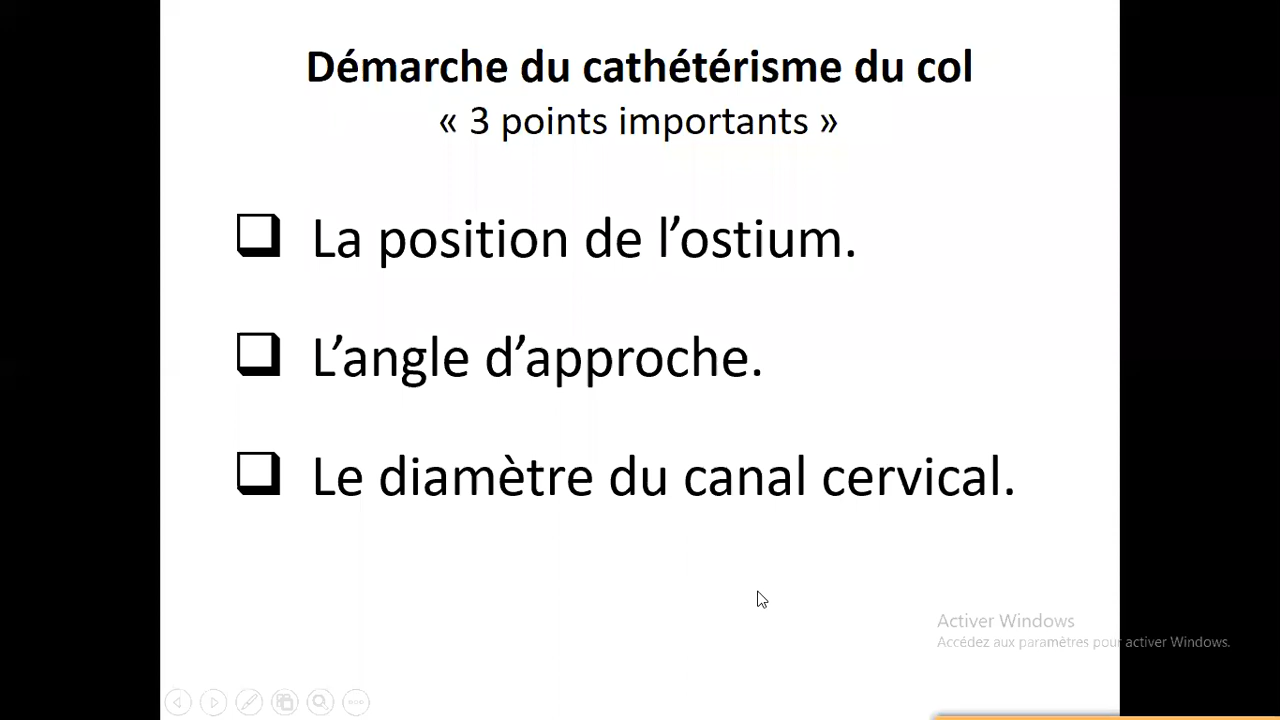 Démarche du cathétérisme du col
« 3 points importants »
La position de l’ostium.
L’angle d’approche.
Le diamètre du canal cervical.
Activer Windows
Accédez aux paramètres pour activer Windows.